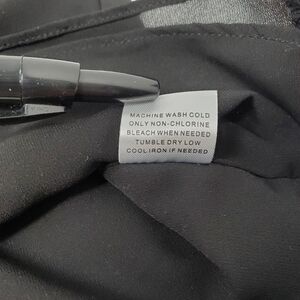 MACHINE WASH COLD
ONLY NON-CHLORINE
BLEACH WHEN NEEDED
TUMBLE DRY LOW
COOL IRON IF NEEDED